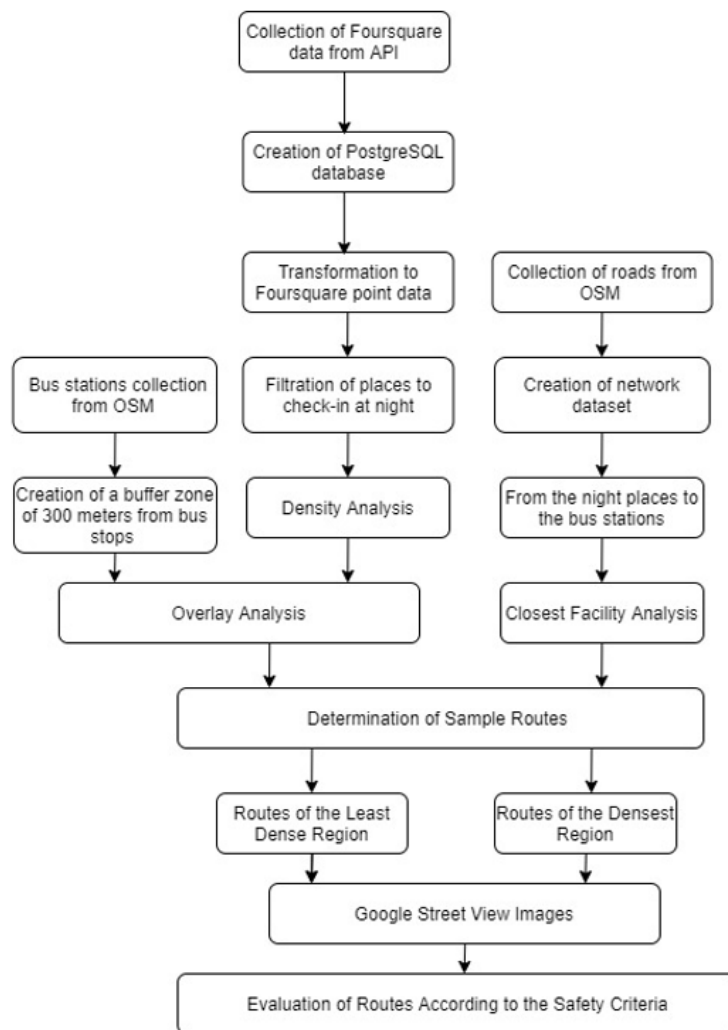 Collection of Foursquare
data from API
Creation of PostgreSQL
database
Transformation to
Foursquare point data
Collection of roads from
OSM
Bus stations collection
from OSM
Filtration of places to
check-in at night
Creation of network
dataset
Creation of a buffer zone
of 300 meters from bus
stops
Density Analysis
From the night places to
the bus stations
Overlay Analysis
Closest Facility Analysis
Determination of Sample Routes
Routes of the Least
Dense Region
Routes of the Densest
Region
Google Street View Images
Evaluation of Routes According to the Safety Criteria